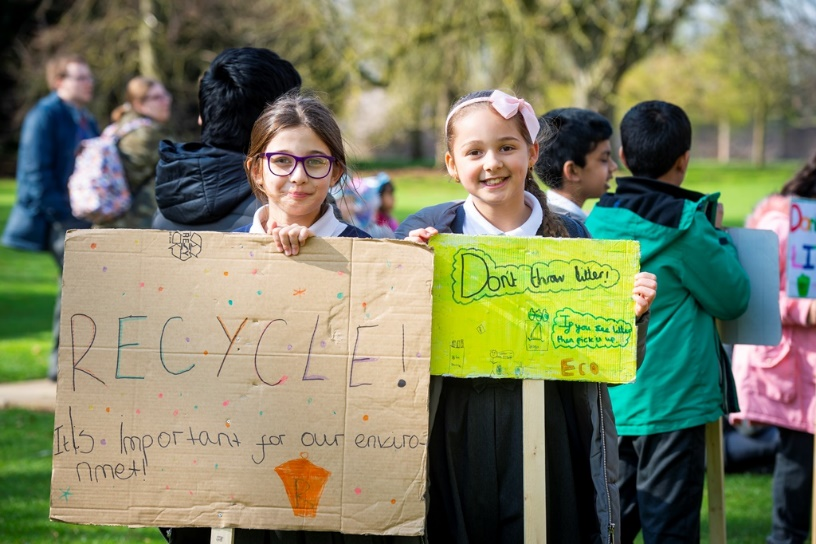 RECYCLE!
It's Important for our enviro-
nmet!
Don't throw litter!
If you see litter
then pick it up
Eco
LI